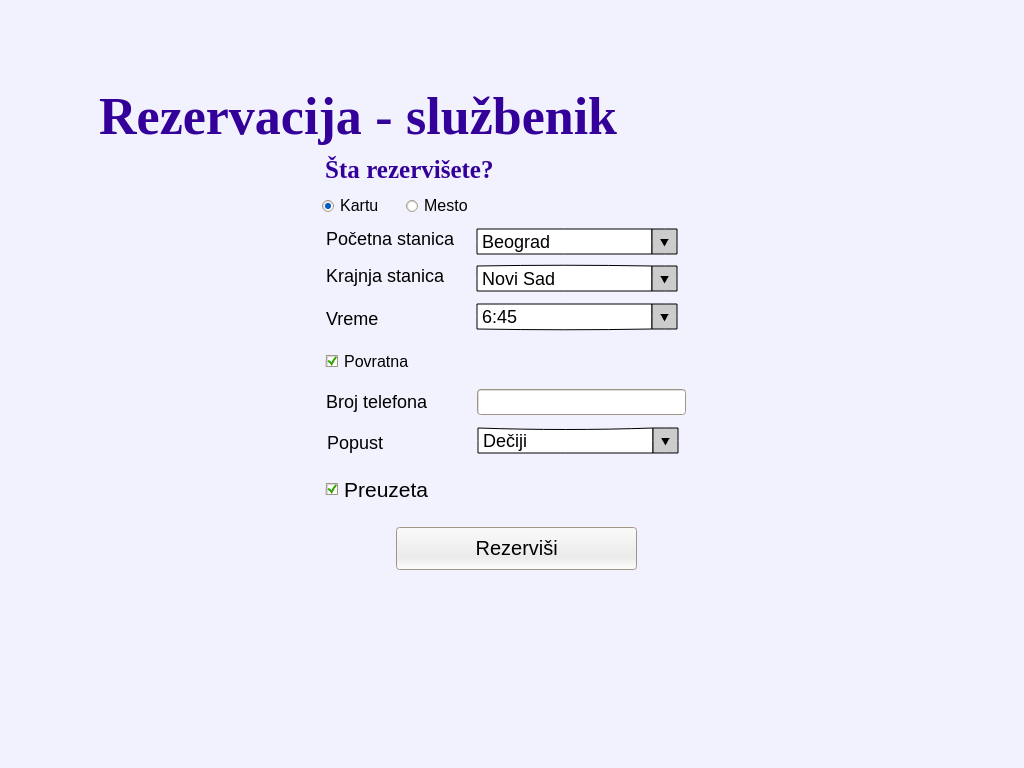 Rezervacija - službenik
Šta rezervišete?
Kartu Mesto
Početna stanica Beograd
Krajnja stanica Novi Sad
Vreme 6:45
Povratna
Broj telefona
Popust Dečiji
Preuzeta
Rezerviši